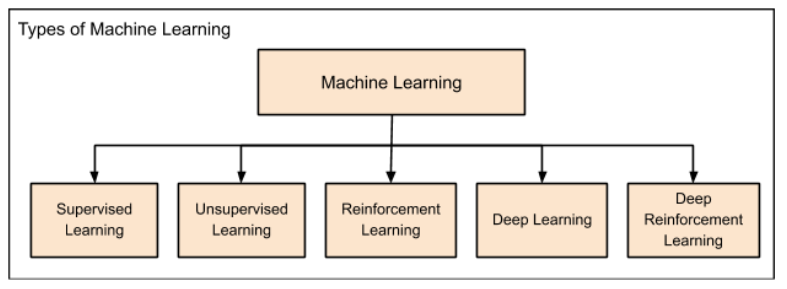 Types of Machine Learning
Machine Learning
Supervised
Learning
Unsupervised
Learning
Reinforcement
Learning
Deep Learning
Deep
Reinforcement
Learning